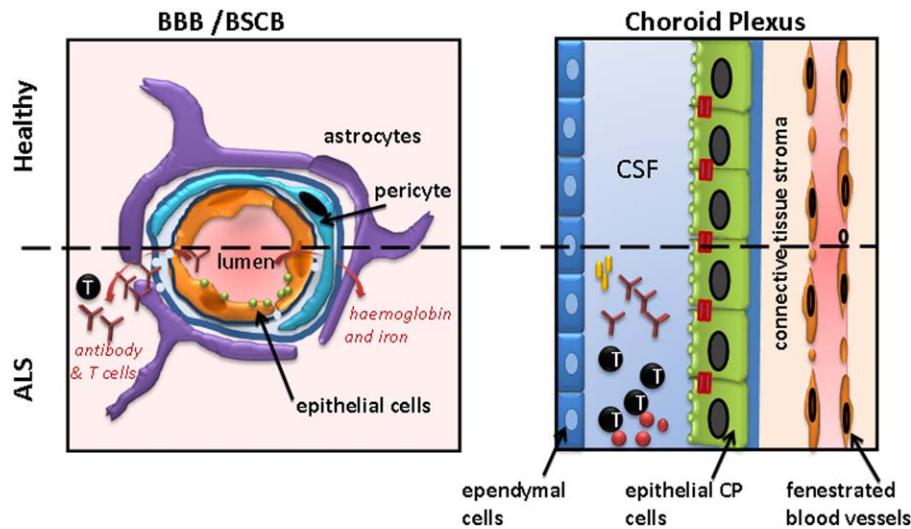 BBB /BSCB
Choroid Plexus
Healthy
ALS
astrocytes
pericyte
lumen
T
antibody
& T cells
haemoglobin
and iron
epithelial cells
CSF
connective tissue stroma
T
T
T
T
T
ependymal
cells
epithelial CP
cells
fenestrated
blood vessels